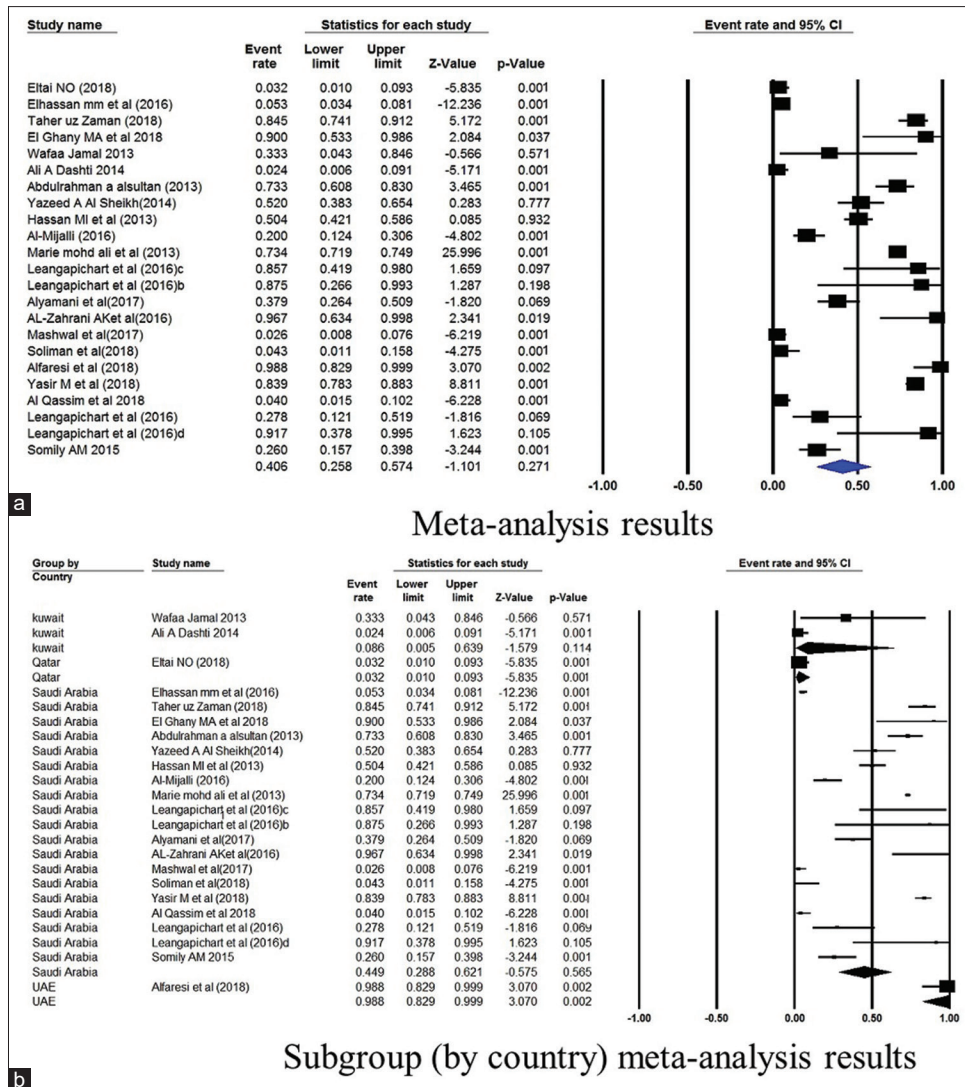 Study name Statistics for each study Event rate and 95% CI
Event rate Lower limit Upper limit Z-Value p-Value
Eltai NO (2018) 0.032 0.010 0.093 -5.835 0.001
Elhassan mm et al (2016) 0.053 0.034 0.081 -12.236 0.001
Taher uz Zaman (2018) 0.845 0.741 0.912 5.172 0.001
El Ghany MA et al 2018 0.900 0.533 0.986 2.084 0.037
Wafaa Jamal 2013 0.333 0.043 0.846 -0.566 0.571
Ali A Dashti 2014 0.024 0.006 0.091 -5.171 0.001
Abdulrahman a alsultan (2013) 0.733 0.608 0.830 3.465 0.001
Yazeed A Al Sheikh(2014) 0.520 0.383 0.654 0.283 0.777
Hassan MI et al (2013) 0.504 0.421 0.586 0.085 0.932
Al-Mijalli (2016) 0.200 0.124 0.306 -4.802 0.001
Marie mohd ali et al (2013) 0.734 0.719 0.749 25.996 0.001
Leangapichart et al (2016)c 0.857 0.419 0.980 1.659 0.097
Leangapichart et al (2016)b 0.875 0.266 0.993 1.287 0.198
Alyamani et al(2017) 0.379 0.264 0.509 -1.820 0.069
AL-Zahrani AKet al(2016) 0.967 0.634 0.998 2.341 0.019
Mashwal et al(2017) 0.026 0.008 0.076 -6.219 0.001
Soliman et al(2018) 0.043 0.011 0.158 -4.275 0.001
Alfaresi et al (2018) 0.988 0.829 0.999 3.070 0.002
Yasir M et al (2018) 0.839 0.783 0.883 8.811 0.001
Al Qassim et al 2018 0.040 0.015 0.102 -6.228 0.001
Leangapichart et al (2016) 0.278 0.121 0.519 -1.816 0.069
Leangapichart et al (2016)d 0.917 0.378 0.995 1.623 0.105
Somily AM 2015 0.260 0.157 0.398 -3.244 0.001
0.406 0.258 0.574 -1.101 0.271
-1.00 -0.50 0.00 0.50 1.00
a
Meta-analysis results
Group by Country Study name Statistics for each study Event rate and 95% CI
Event rate Lower limit Upper limit Z-Value p-Value
kuwait Wafaa Jamal 2013 0.333 0.043 0.846 -0.566 0.571
kuwait Ali A Dashti 2014 0.024 0.006 0.091 -5.171 0.001
kuwait 0.086 0.005 0.639 -1.579 0.114
Qatar Eltai NO (2018) 0.032 0.010 0.093 -5.835 0.001
Qatar 0.032 0.010 0.093 -5.835 0.001
Saudi Arabia Elhassan mm et al (2016) 0.053 0.034 0.081 -12.236 0.001
Saudi Arabia Taher uz Zaman (2018) 0.845 0.741 0.912 5.172 0.001
Saudi Arabia El Ghany MA et al 2018 0.900 0.533 0.986 2.084 0.037
Saudi Arabia Abdulrahman a alsultan (2013) 0.733 0.608 0.830 3.465 0.001
Saudi Arabia Yazeed A Al Sheikh(2014) 0.520 0.383 0.654 0.283 0.777
Saudi Arabia Hassan MI et al (2013) 0.504 0.421 0.586 0.085 0.932
Saudi Arabia Al-Mijalli (2016) 0.200 0.124 0.306 -4.802 0.001
Saudi Arabia Marie mohd ali et al (2013) 0.734 0.719 0.749 25.996 0.001
Saudi Arabia Leangapichart et al (2016)c 0.857 0.419 0.980 1.659 0.097
Saudi Arabia Leangapichart et al (2016)b 0.875 0.266 0.993 1.287 0.198
Saudi Arabia Alyamani et al(2017) 0.379 0.264 0.509 -1.820 0.069
Saudi Arabia AL-Zahrani AKet al(2016) 0.967 0.634 0.998 2.341 0.019
Saudi Arabia Mashwal et al(2017) 0.026 0.008 0.076 -6.219 0.001
Saudi Arabia Soliman et al(2018) 0.043 0.011 0.158 -4.275 0.001
Saudi Arabia Yasir M et al (2018) 0.839 0.783 0.883 8.811 0.001
Saudi Arabia Al Qassim et al 2018 0.040 0.015 0.102 -6.228 0.001
Saudi Arabia Leangapichart et al (2016) 0.278 0.121 0.519 -1.816 0.069
Saudi Arabia Leangapichart et al (2016)d 0.917 0.378 0.995 1.623 0.105
Saudi Arabia Somily AM 2015 0.260 0.157 0.398 -3.244 0.001
Saudi Arabia 0.449 0.288 0.621 -0.575 0.565
UAE Alfaresi et al (2018) 0.988 0.829 0.999 3.070 0.002
UAE 0.988 0.829 0.999 3.070 0.002
-1.00 -0.50 0.00 0.50 1.00
Subgroup (by country) meta-analysis results
b